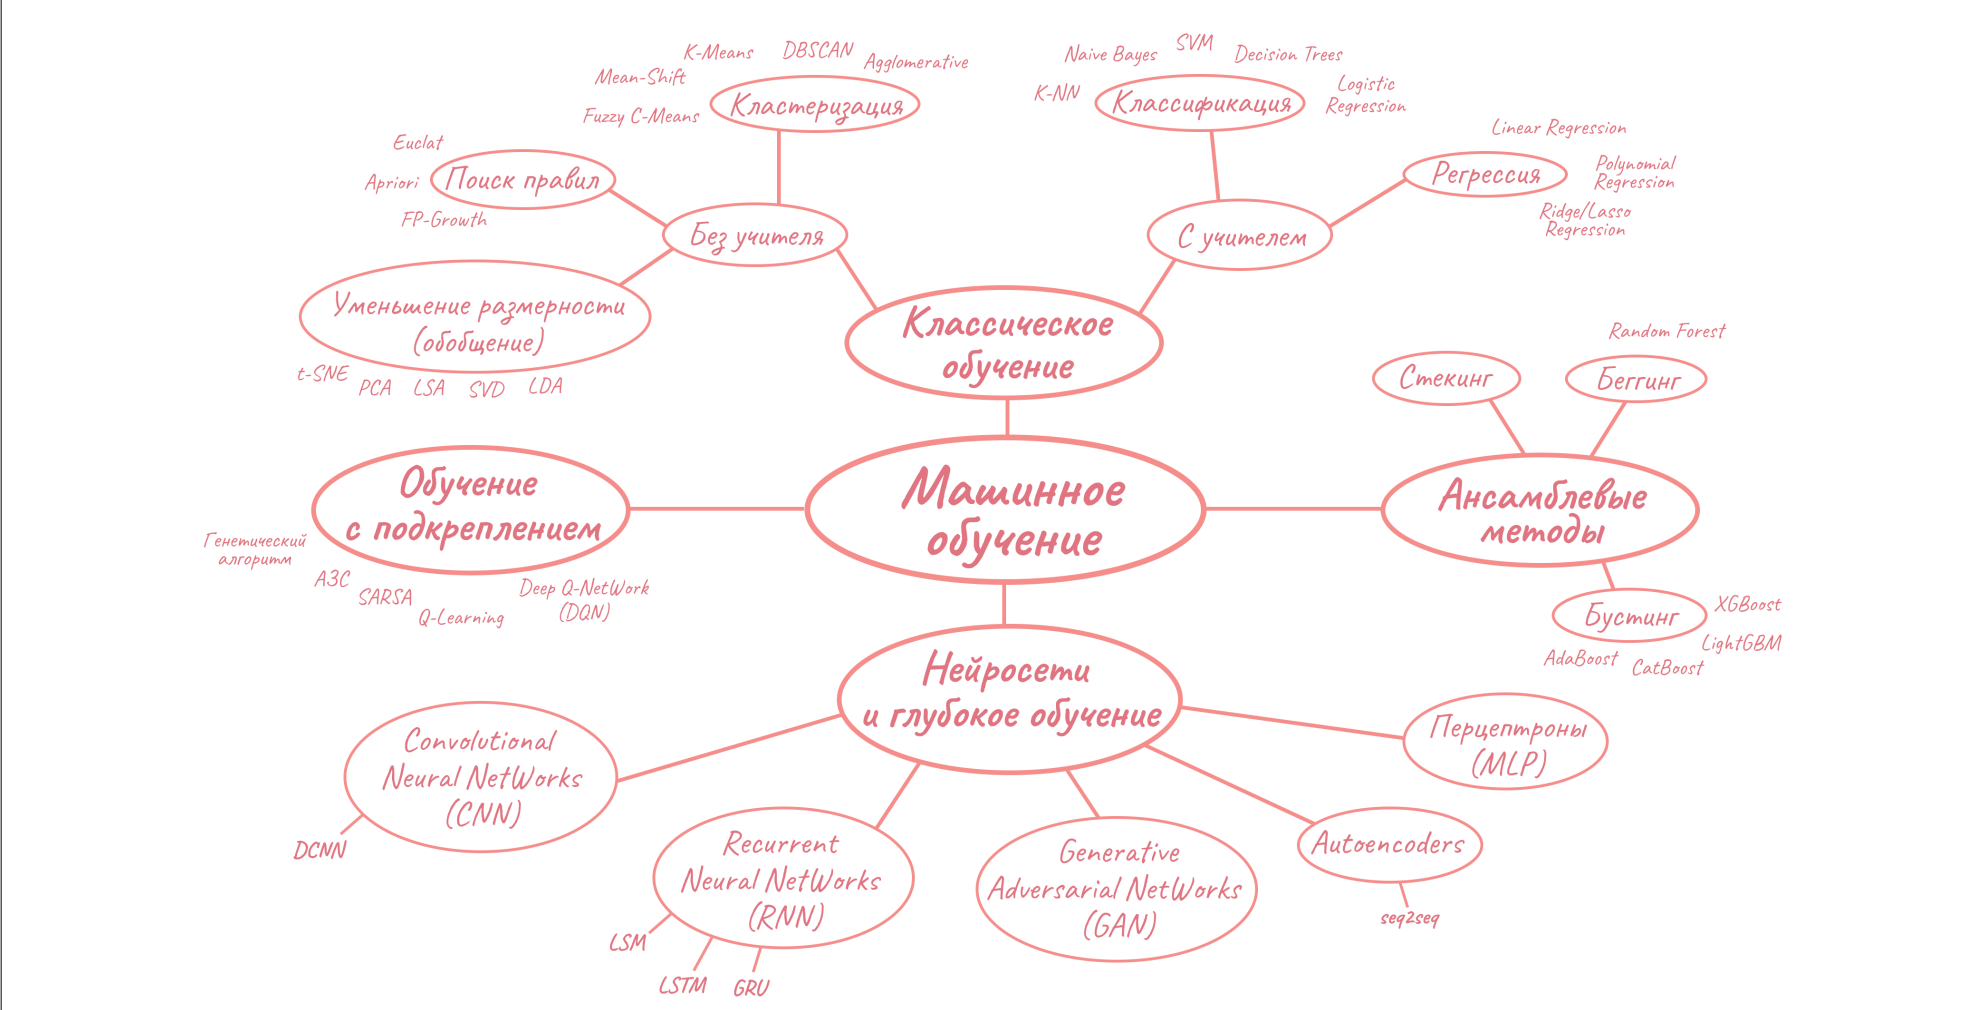 K-Means
DBSCAN
Agglomerative
Mean-Shift
Fuzzy C-Means
Кластеризация
Naive Bayes
SVM
Decision Trees
K-NN
Logistic
Regression
Классификация
Euclat
Apriori
FP-Growth
Поиск правил
Linear Regression
Polynomial
Regression
Ridge/Lasso
Regression
Регрессия
Без учителя
С учителем
Уменьшение размерности
(обобщение)
t-SNE
PCA
LSA
SVD
LDA
Классическое
обучение
Random Forest
Стекинг
Беггинг
Обучение
с подкреплением
Машинное
обучение
Ансамблевые
методы
Генетический
алгоритм
A3C
SARSA
Q-Learning
Deep Q-NetWork
(DQN)
Бустинг
XGBoost
LightGBM
AdaBoost
CatBoost
Нейросети
и глубокое обучение
Convolutional
Neural NetWorks
(CNN)
DCNN
Перцептроны
(MLP)
Recurrent
Neural NetWorks
(RNN)
LSM
LSTM
GRU
Generative
Adversarial NetWorks
(GAN)
Autoencoders
seq2seq